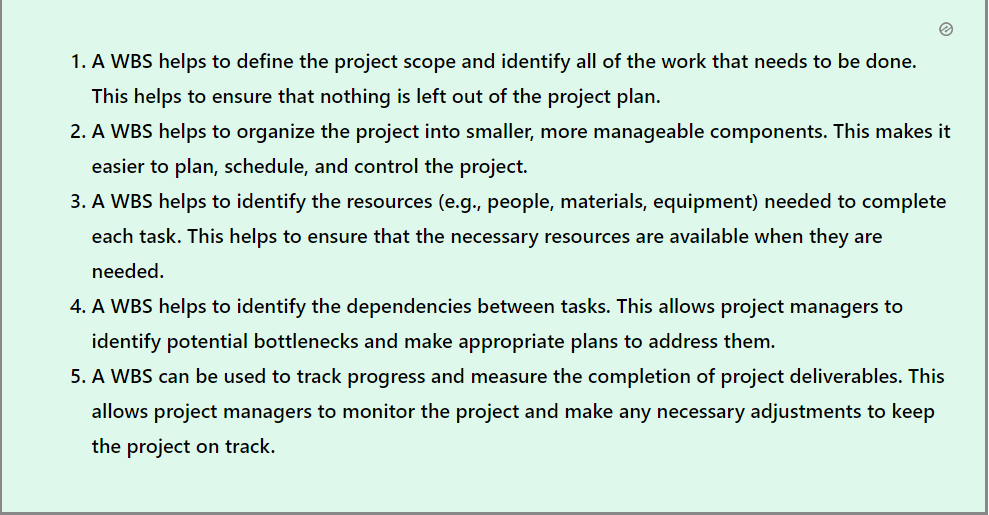 1. A WBS helps to define the project scope and identify all of the work that needs to be done.
This helps to ensure that nothing is left out of the project plan.
2. A WBS helps to organize the project into smaller, more manageable components. This makes it
easier to plan, schedule, and control the project.
3. A WBS helps to identify the resources (e.g., people, materials, equipment) needed to complete
each task. This helps to ensure that the necessary resources are available when they are
needed.
4. A WBS helps to identify the dependencies between tasks. This allows project managers to
identify potential bottlenecks and make appropriate plans to address them.
5. A WBS can be used to track progress and measure the completion of project deliverables. This
allows project managers to monitor the project and make any necessary adjustments to keep
the project on track.